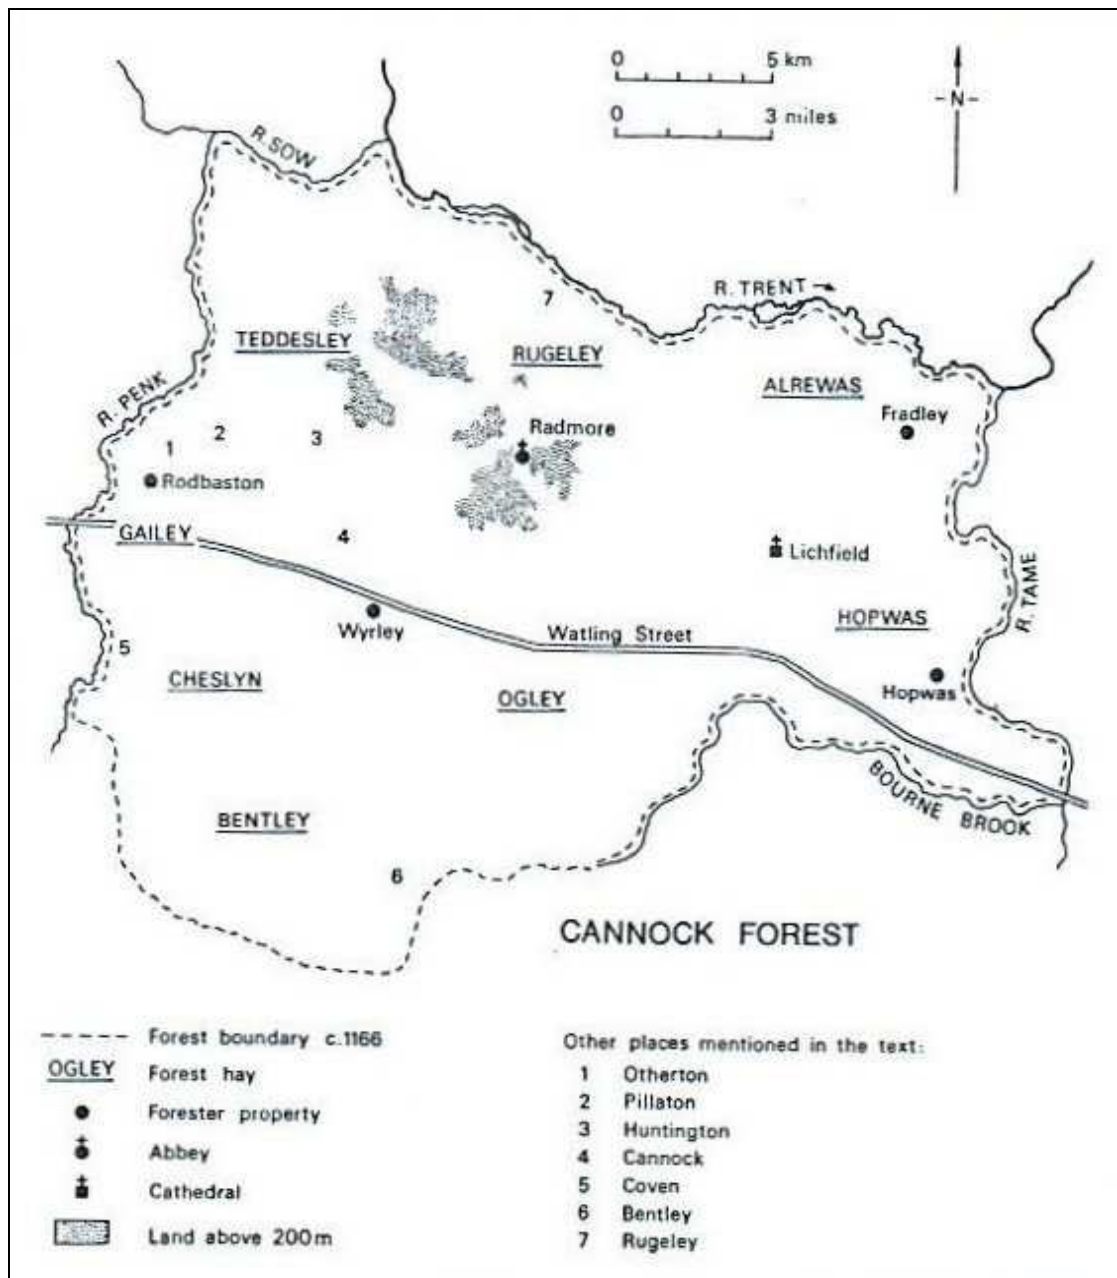 0 5 km
0 3 miles
-N-
R. SOW
R. TRENT →
7
TEDDESLEY
RUGELEY
ALREWAS
R. PENK
Fradley
1
2
3
Radmore
Rodbaston
GAILEY
4
Lichfield
R. TAME
HOPWAS
Wyrley
Watling Street
5
CHESLYN
OGLEY
Hopwas
BOURNE BROOK
BENTLEY
6
CANNOCK FOREST
Forest boundary c.1166
OGLEY Forest hay
Forester property
Abbey
Cathedral
Land above 200m
Other places mentioned in the text:
1 Otherton
2 Pillaton
3 Huntington
4 Cannock
5 Coven
6 Bentley
7 Rugeley